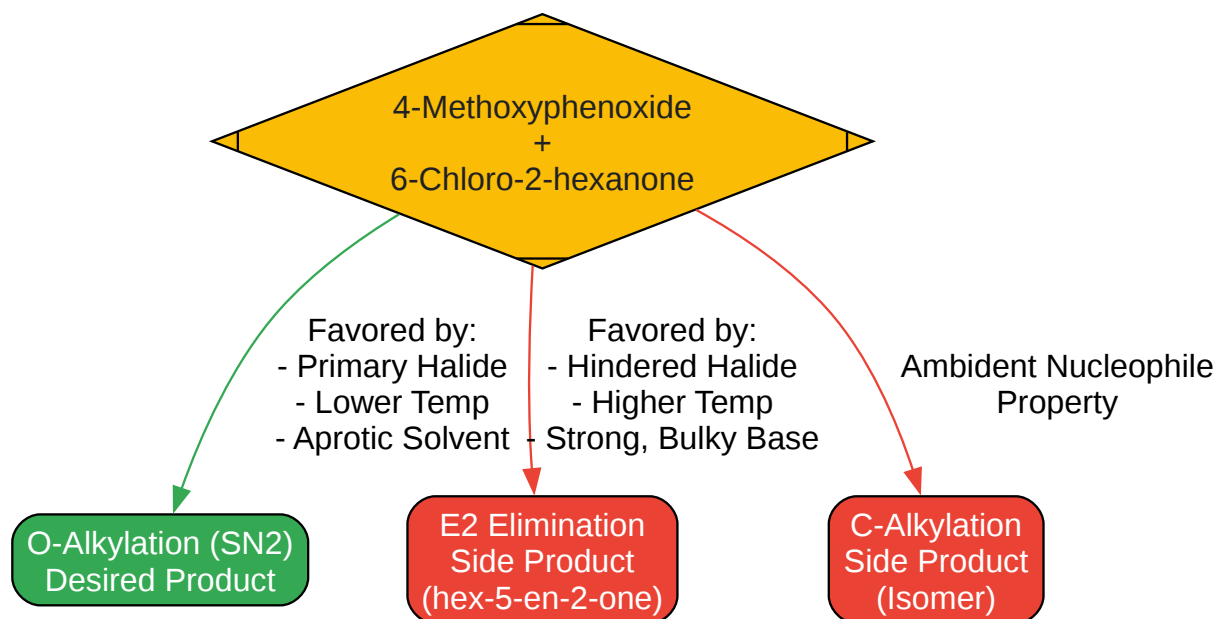 4-Methoxyphenoxide
+
6-Chloro-2-hexanone
Favored by:
- Primary Halide
- Lower Temp
- Aprotic Solvent
Favored by:
- Hindered Halide
- Higher Temp
- Strong, Bulky Base
Ambident Nucleophile
Property
O-Alkylation (SN2)
Desired Product
E2 Elimination
Side Product
(hex-5-en-2-one)
C-Alkylation
Side Product
(Isomer)